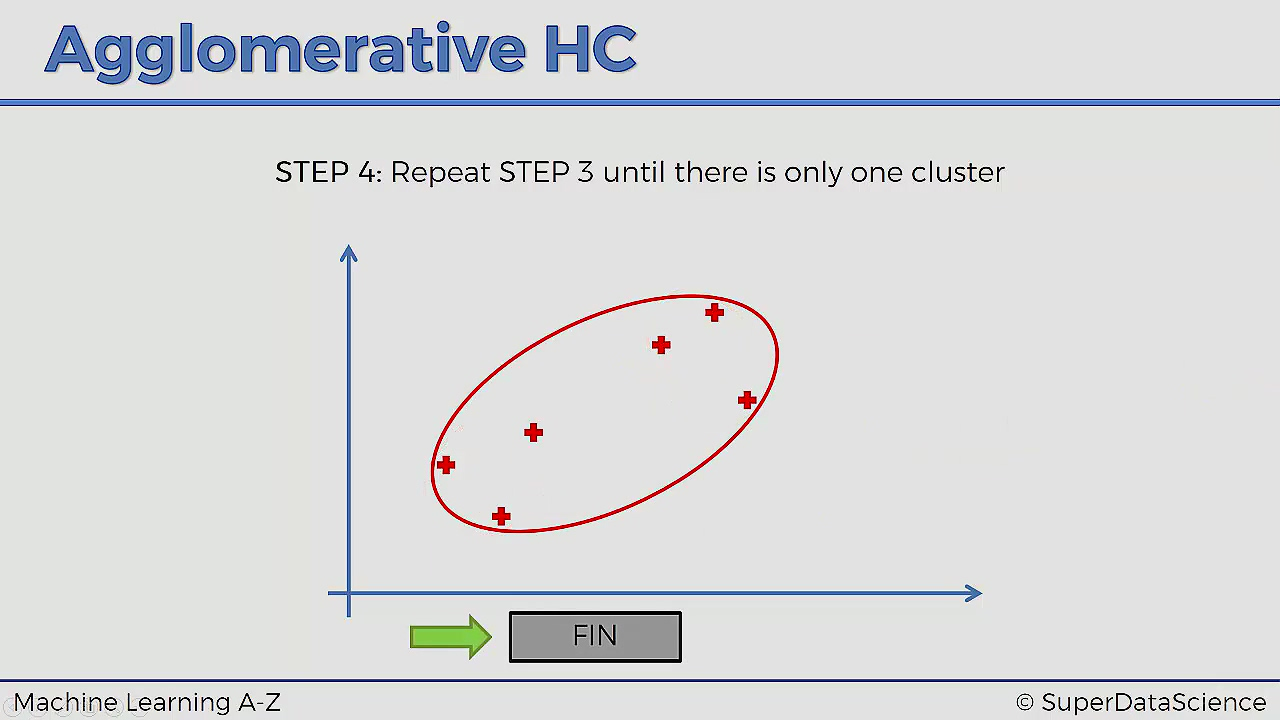 Agglomerative HC
STEP 4: Repeat STEP 3 until there is only one cluster
FIN
Machine Learning A-Z
© SuperDataScience